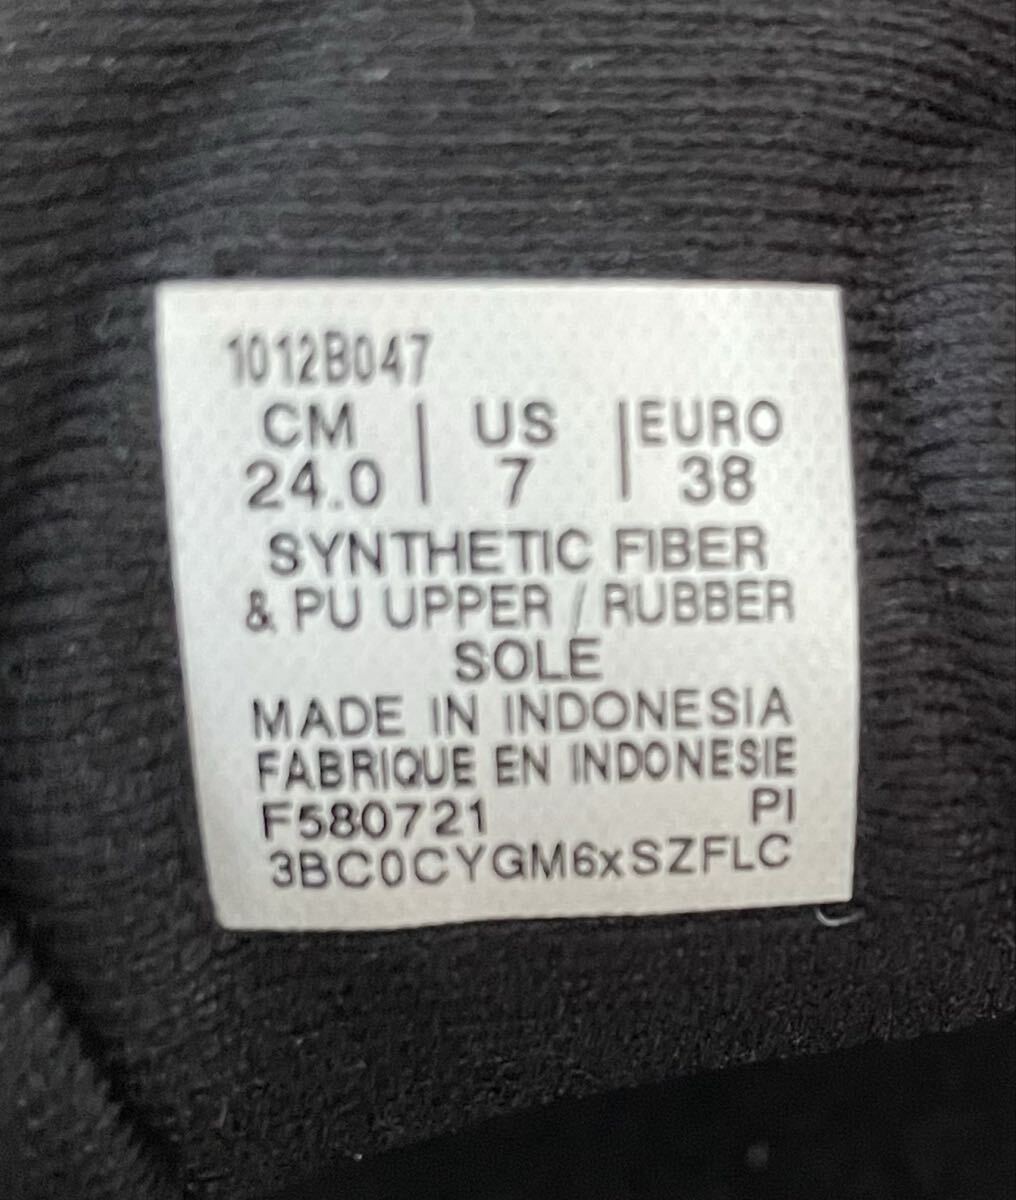 1012B047
CM | US | EURO
24.0 | 7 | 38
SYNTHETIC FIBER
& PU UPPER / RUBBER
SOLE
MADE IN INDONESIA
FABRIQUE EN INDONESIE
F580721 PI
3BC0CYGM6xSZFLC